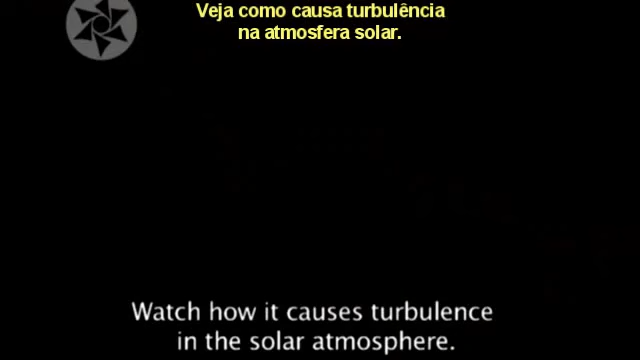 Veja como causa turbulência
na atmosfera solar.
Watch how it causes turbulence
in the solar atmosphere.